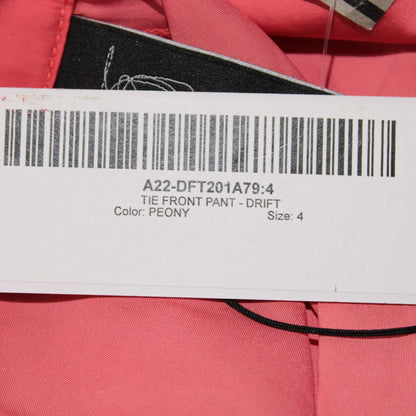 A22-DFT201A79:4
TIE FRONT PANT - DRIFT
Color: PEONY Size: 4